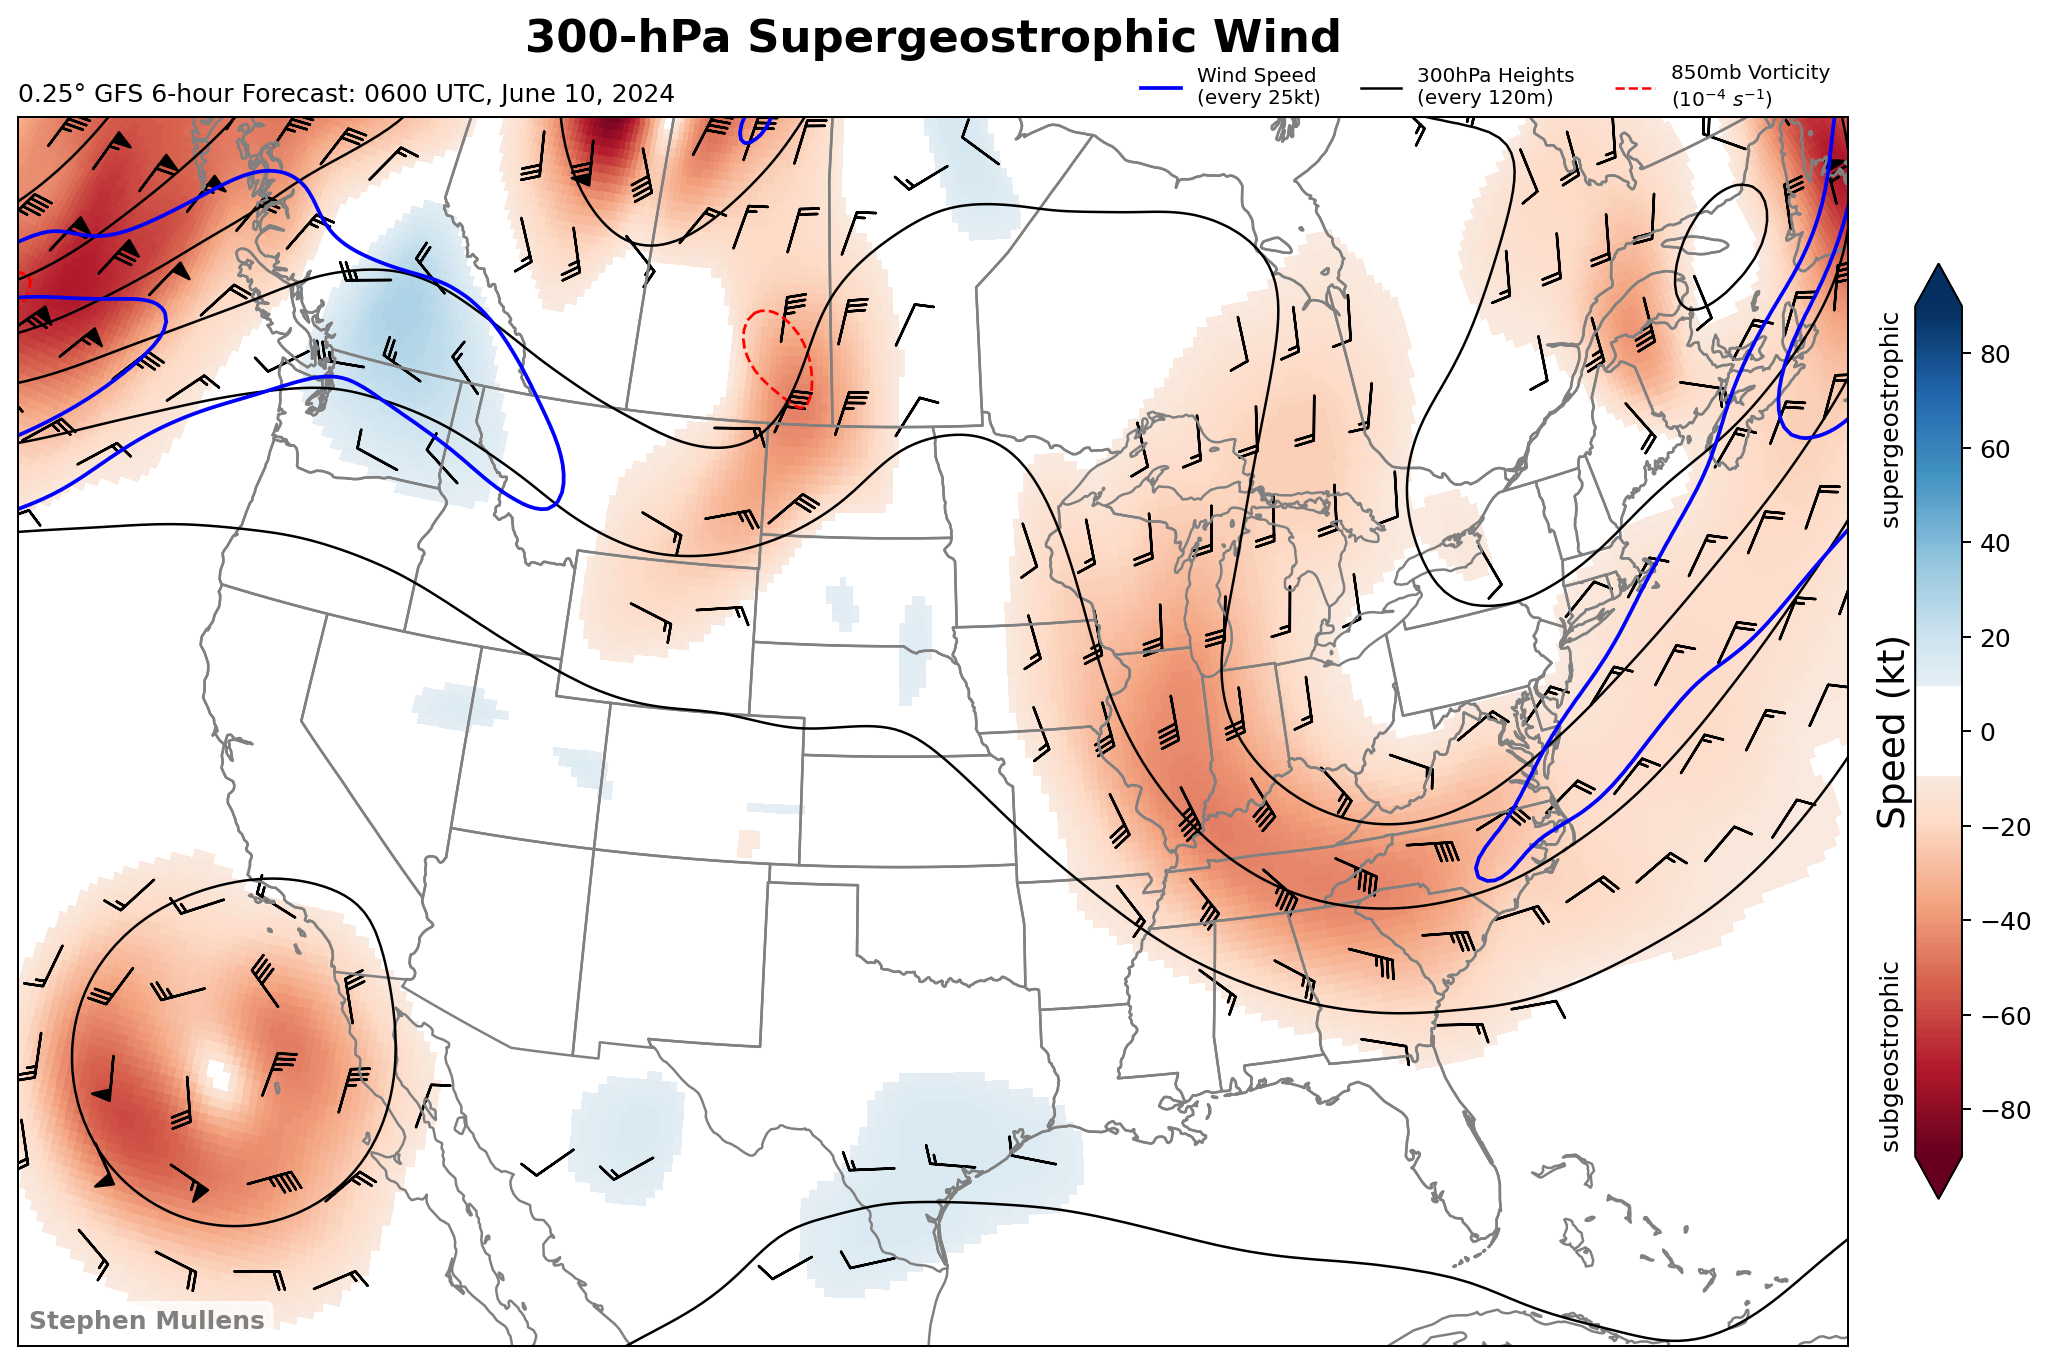 300-hPa Supergeostrophic Wind
0.25° GFS 6-hour Forecast: 0600 UTC, June 10, 2024
Wind Speed
(every 25kt)
300hPa Heights
(every 120m)
850mb Vorticity
(10⁻⁴ s⁻¹)
supergeostrophic
Speed (kt)
subgeostrophic
80
60
40
20
0
−20
−40
−60
−80
Stephen Mullens